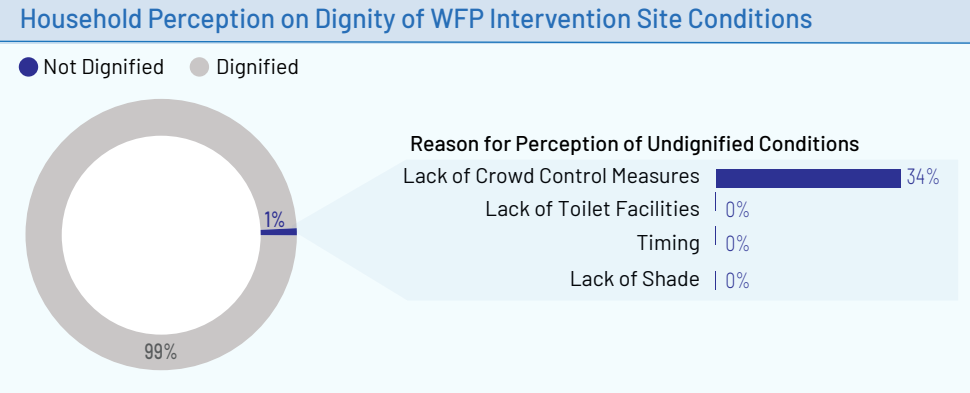 Household Perception on Dignity of WFP Intervention Site Conditions
Not Dignified Dignified
1%
99%
Reason for Perception of Undignified Conditions
Lack of Crowd Control Measures 34%
Lack of Toilet Facilities 0%
Timing 0%
Lack of Shade 0%